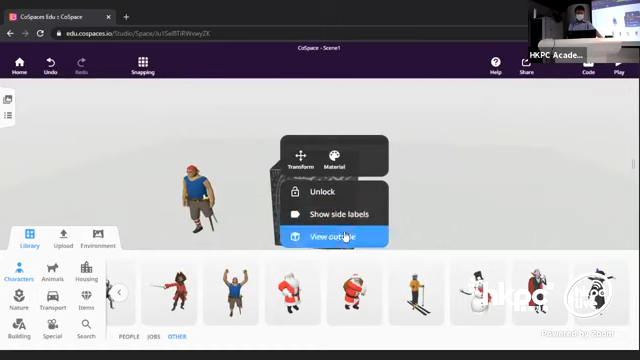 CoSpaces Edu :: CoSpace
edu.cospaces.io/Studio/Space/
CoSpace - Scene1
HKPC Acade...
Home
Undo
Redo
Snapping
Help
Share
Code
Play
Transform
Material
Unlock
Show side labels
View outside
Library
Upload
Environment
Characters
Animals
Housing
Nature
Transport
Items
Building
Special
Search
PEOPLE
JOBS
OTHER
hkpc
Powered by Zoom